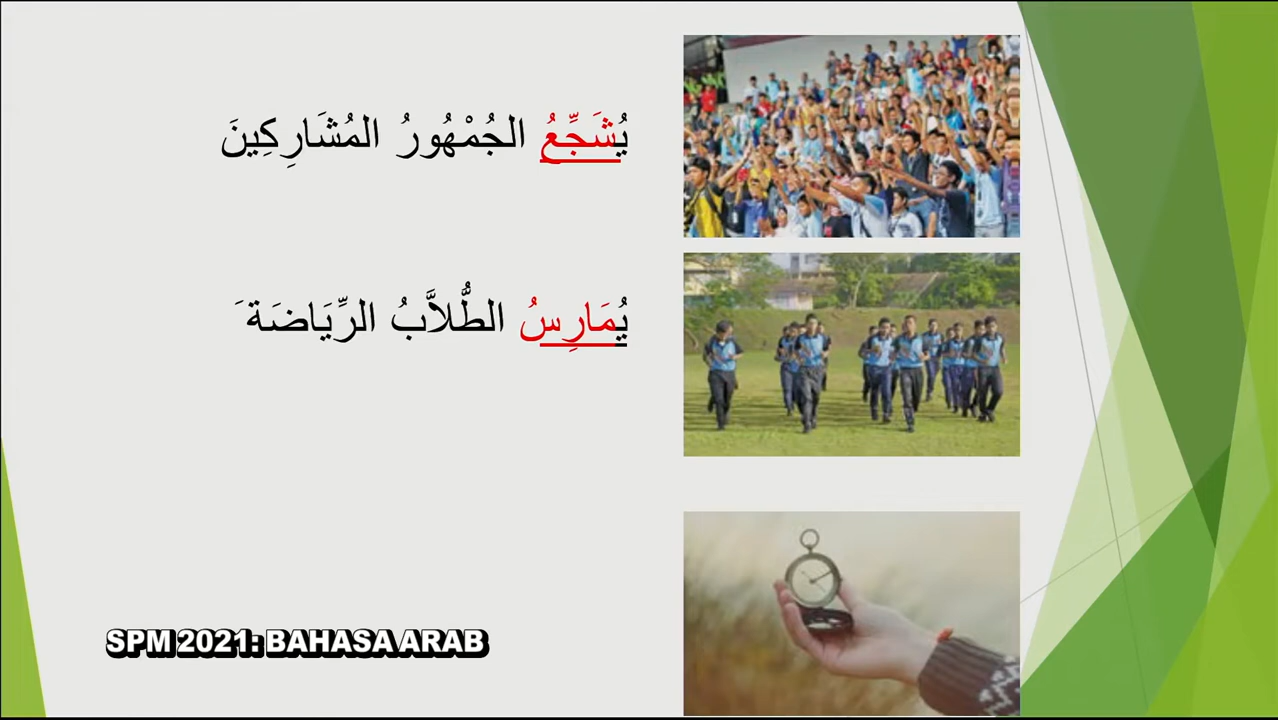 يُشَجِّعُ الجُمْهُورُ المُشَارِكِينَ
يُمَارِسُ الطُّلاَّبُ الرِّيَاضَة َ
SPM 2021: BAHASA ARAB